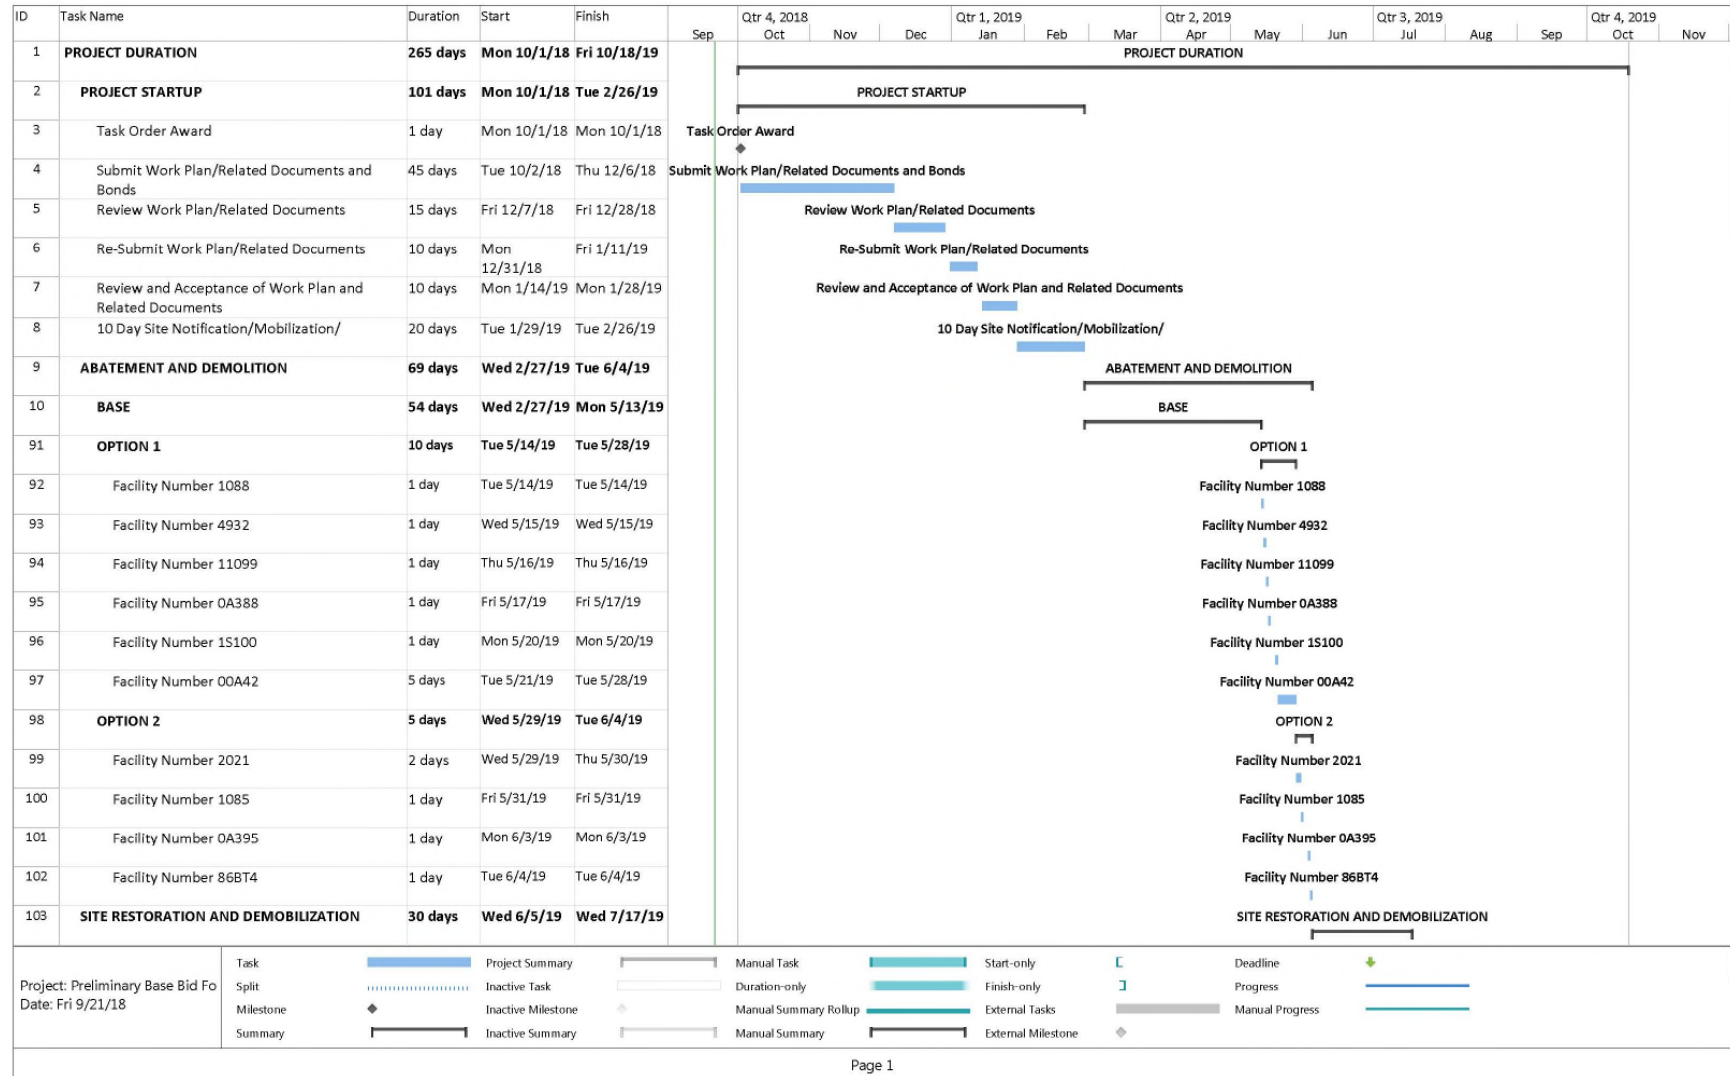 ID Task Name Duration Start Finish Qtr 4, 2018 Qtr 1, 2019 Qtr 2, 2019 Qtr 3, 2019 Qtr 4, 2019
Sep Oct Nov Dec Jan Feb Mar Apr May Jun Jul Aug Sep Oct Nov
1 PROJECT DURATION 265 days Mon 10/1/18 Fri 10/18/19 PROJECT DURATION
2 PROJECT STARTUP 101 days Mon 10/1/18 Tue 2/26/19 PROJECT STARTUP
3 Task Order Award 1 day Mon 10/1/18 Mon 10/1/18 Task Order Award
4 Submit Work Plan/Related Documents and 45 days Tue 10/2/18 Thu 12/6/18 Submit Work Plan/Related Documents and Bonds
Bonds
5 Review Work Plan/Related Documents 15 days Fri 12/7/18 Fri 12/28/18 Review Work Plan/Related Documents
6 Re-Submit Work Plan/Related Documents 10 days Mon Fri 1/11/19 Re-Submit Work Plan/Related Documents
12/31/18
7 Review and Acceptance of Work Plan and 10 days Mon 1/14/19 Mon 1/28/19 Review and Acceptance of Work Plan and Related Documents
Related Documents
8 10 Day Site Notification/Mobilization/ 20 days Tue 1/29/19 Tue 2/26/19 10 Day Site Notification/Mobilization/
9 ABATEMENT AND DEMOLITION 69 days Wed 2/27/19 Tue 6/4/19 ABATEMENT AND DEMOLITION
10 BASE 54 days Wed 2/27/19 Mon 5/13/19 BASE
91 OPTION 1 10 days Tue 5/14/19 Tue 5/28/19 OPTION 1
92 Facility Number 1088 1 day Tue 5/14/19 Tue 5/14/19 Facility Number 1088
93 Facility Number 4932 1 day Wed 5/15/19 Wed 5/15/19 Facility Number 4932
94 Facility Number 11099 1 day Thu 5/16/19 Thu 5/16/19 Facility Number 11099
95 Facility Number 0A388 1 day Fri 5/17/19 Fri 5/17/19 Facility Number 0A388
96 Facility Number 1S100 1 day Mon 5/20/19 Mon 5/20/19 Facility Number 1S100
97 Facility Number 00A42 5 days Tue 5/21/19 Tue 5/28/19 Facility Number 00A42
98 OPTION 2 5 days Wed 5/29/19 Tue 6/4/19 OPTION 2
99 Facility Number 2021 2 days Wed 5/29/19 Thu 5/30/19 Facility Number 2021
100 Facility Number 1085 1 day Fri 5/31/19 Fri 5/31/19 Facility Number 1085
101 Facility Number 0A395 1 day Mon 6/3/19 Mon 6/3/19 Facility Number 0A395
102 Facility Number 86BT4 1 day Tue 6/4/19 Tue 6/4/19 Facility Number 86BT4
103 SITE RESTORATION AND DEMOBILIZATION 30 days Wed 6/5/19 Wed 7/17/19 SITE RESTORATION AND DEMOBILIZATION
Project: Preliminary Base Bid Fo
Date: Fri 9/21/18
Task Project Summary Manual Task Start-only Deadline
Split Inactive Task Duration-only Finish-only Progress
Milestone Inactive Milestone Manual Summary Rollup External Tasks Manual Progress
Summary Inactive Summary Manual Summary External Milestone
Page 1